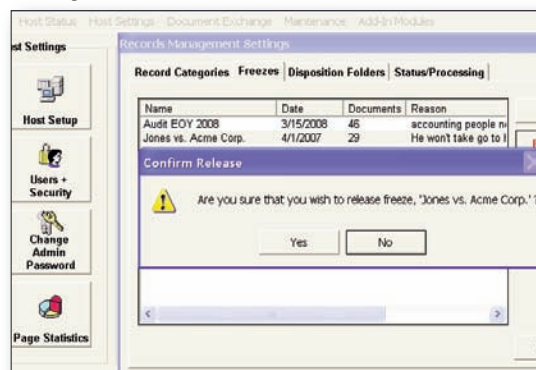 Host Status Host Settings Document Exchange Maintenance Add-In Modules
st Settings
Records Management Settings
Record Categories Freezes Disposition Folders Status/Processing
Name Date Documents Reason
Audit EOY 2008 3/15/2008 46 accounting people n
Jones vs. Acme Corp. 4/1/2007 29 He won't take go to
Host Setup
Confirm Release
Are you sure that you wish to release freeze, 'Jones vs. Acme Corp.' ?
Users +
Security
Yes No
Change
Admin
Password
Page Statistics